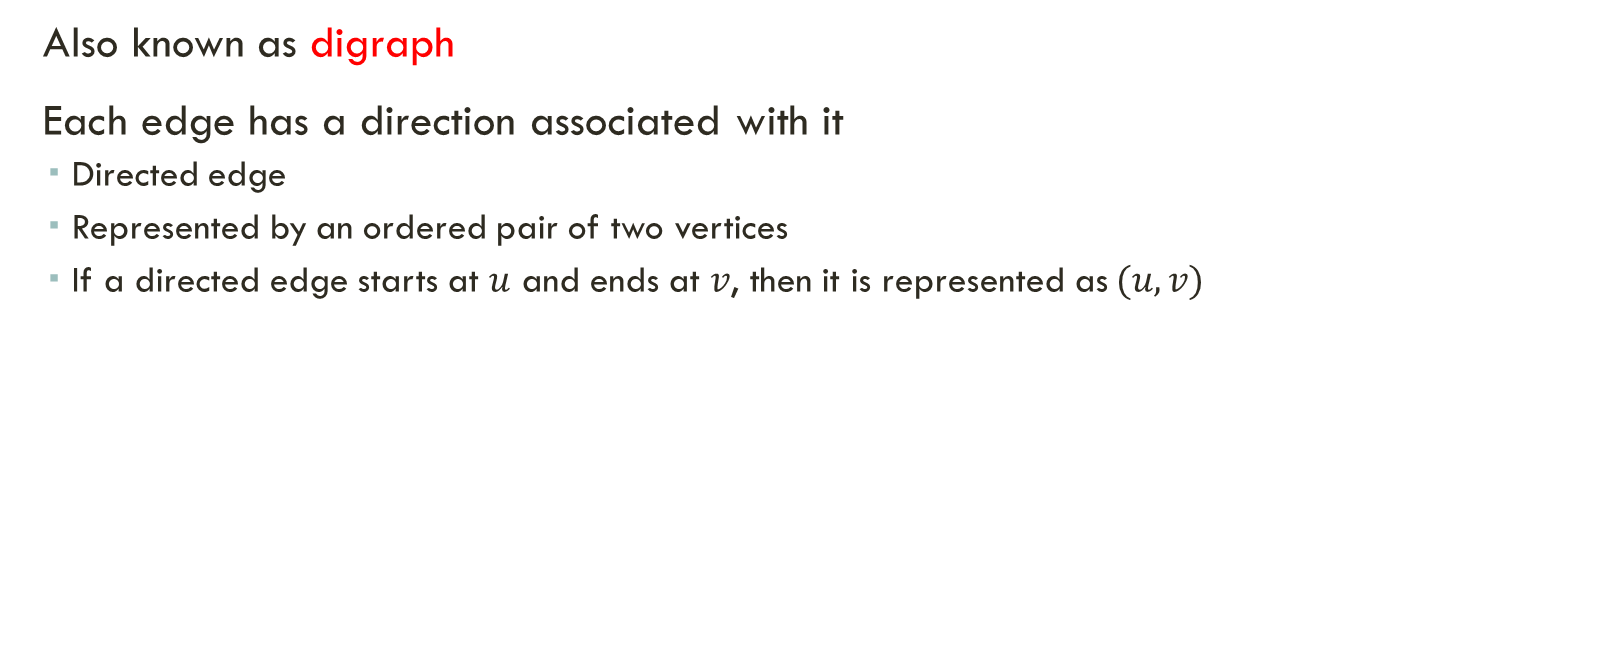 Also known as digraph
Each edge has a direction associated with it
▪ Directed edge
▪ Represented by an ordered pair of two vertices
▪ If a directed edge starts at 𝑢 and ends at 𝑣, then it is represented as (𝑢, 𝑣)